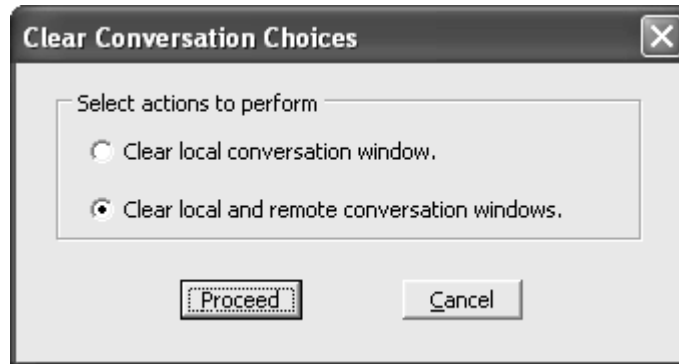 Clear Conversation Choices
Select actions to perform
Clear local conversation window.
Clear local and remote conversation windows.
Proceed Cancel